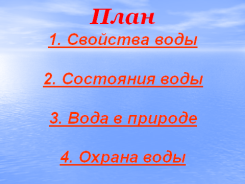 План
1. Свойства воды
2. Состояния воды
3. Вода в природе
4. Охрана воды